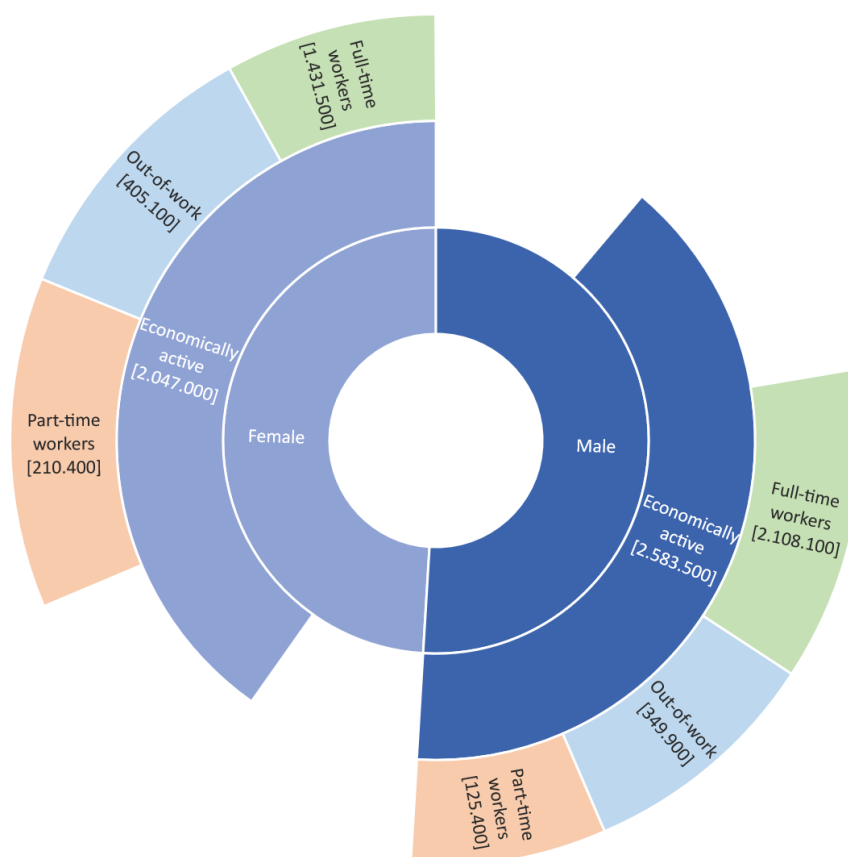 Full-time
workers
[1.431.500]
Out-of-work
[405.100]
Economically
active
[2.047.000]
Part-time
workers
[210.400]
Female
Male
Economically
active
[2.583.500]
Full-time
workers
[2.108.100]
Out-of-work
[349.900]
Part-time
workers
[125.400]